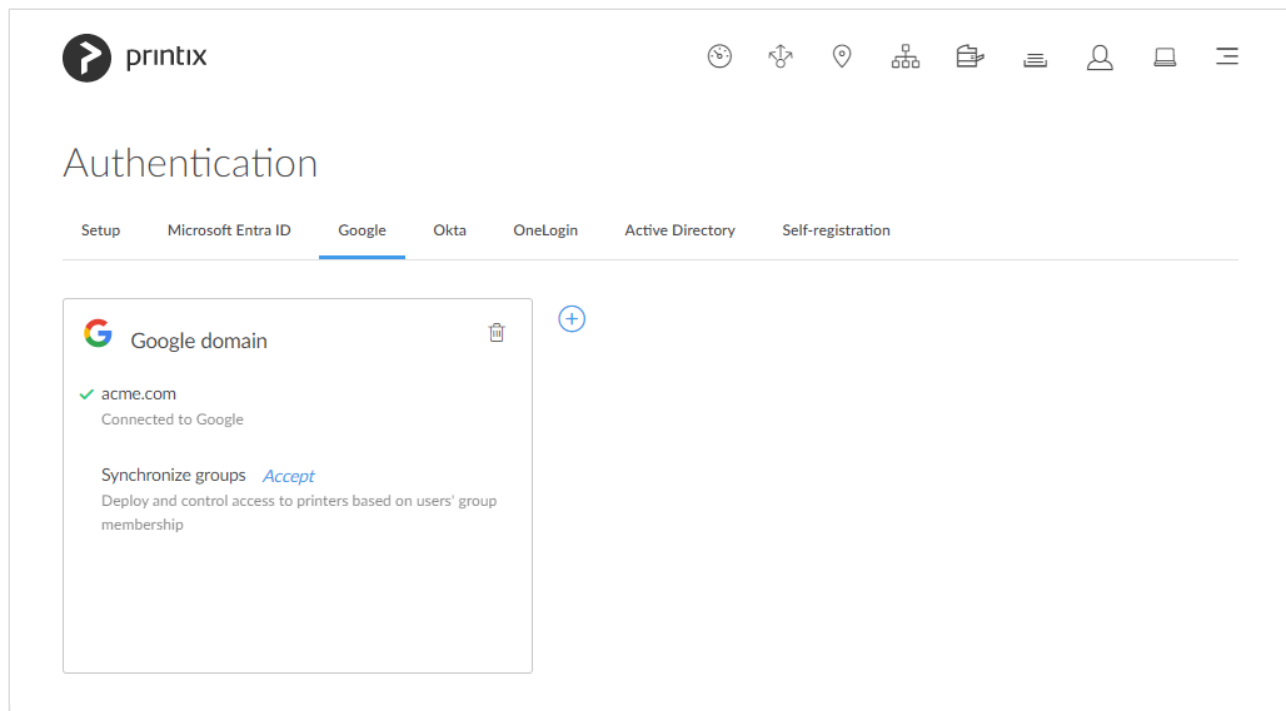 printix
Authentication
Setup Microsoft Entra ID Google Okta OneLogin Active Directory Self-registration
Google domain
acme.com
Connected to Google
Synchronize groups Accept
Deploy and control access to printers based on users' group
membership